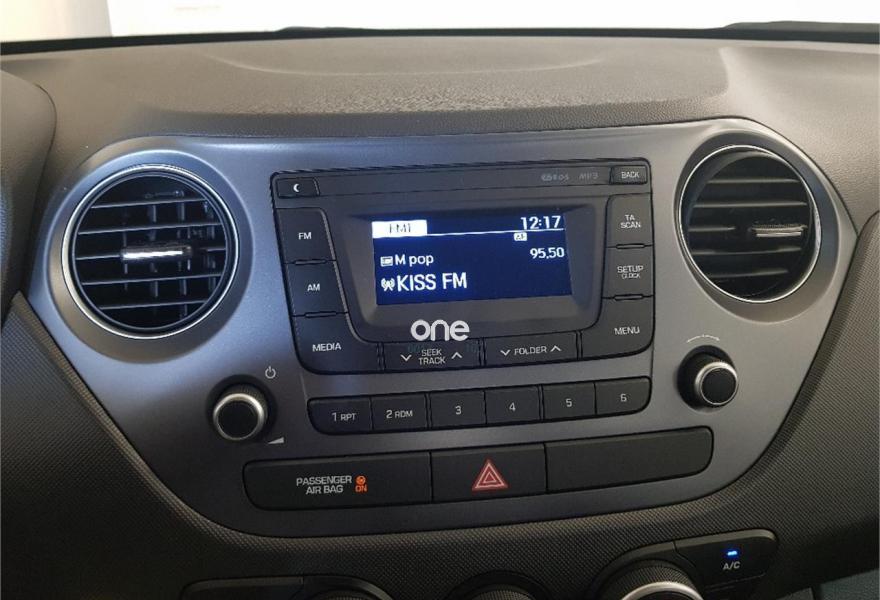 MP3 BACK
FM
FM1 12:17
AF
M pop 95,50
KISS FM
TA
SCAN
AM
SETUP
CLOCK
MEDIA
one
MENU
SEEK
TRACK
FOLDER
1 RPT 2 RDM 3 4 5 6
PASSENGER
AIR BAG ON
A/C